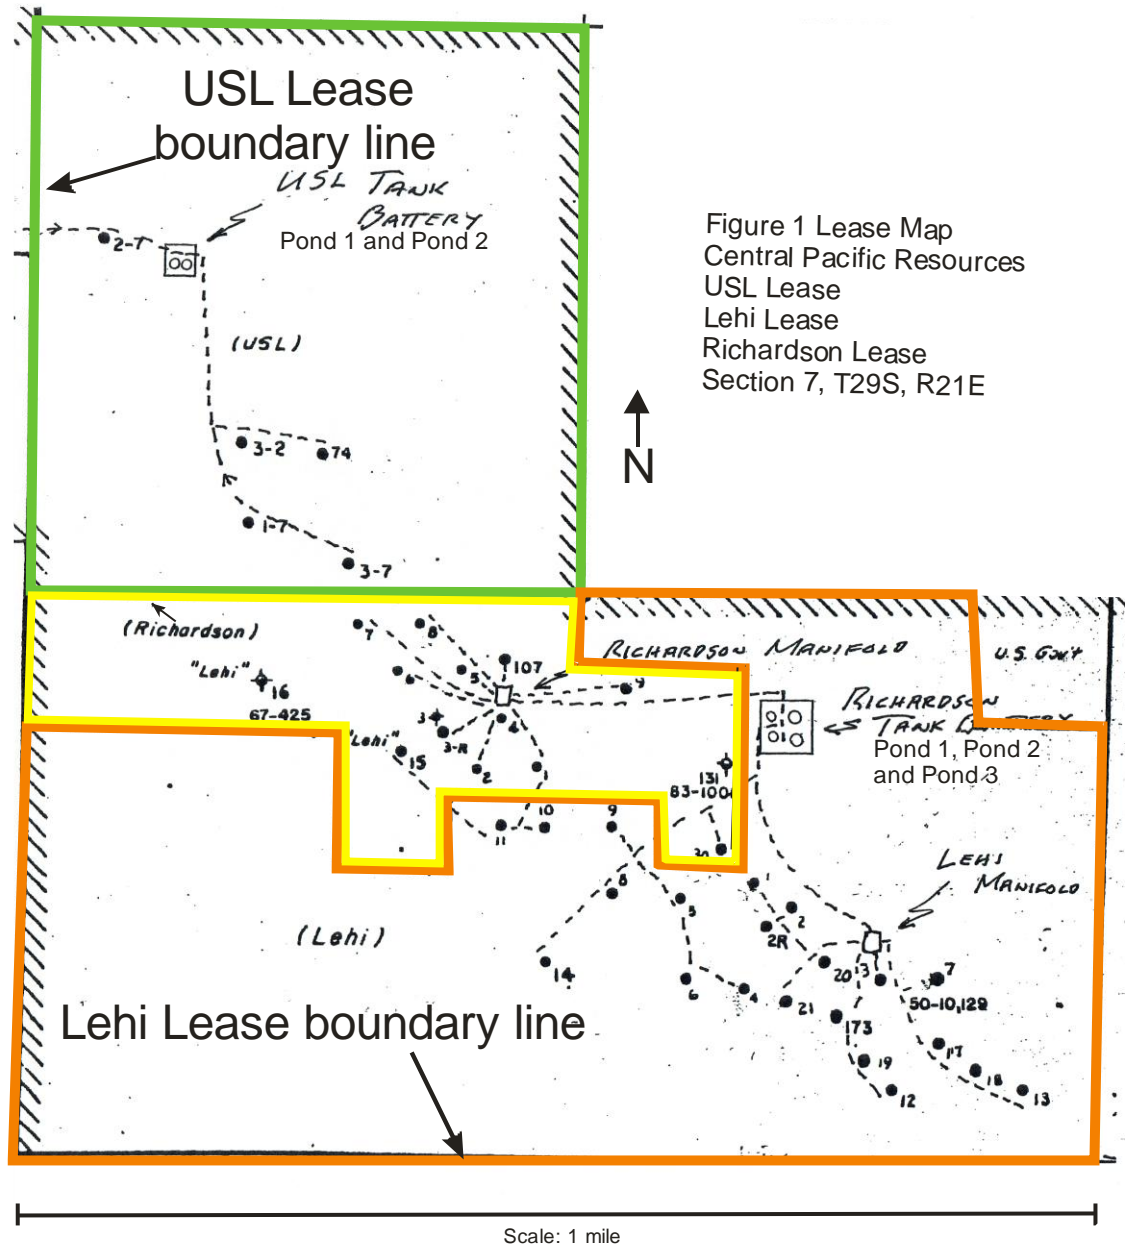 USL Lease
boundary line
USL TANK
BATTERY
Pond 1 and Pond 2
2-7
(USL)
3-2
74
1-7
3-7
Figure 1 Lease Map
Central Pacific Resources
USL Lease
Lehi Lease
Richardson Lease
Section 7, T29S, R21E
N
(Richardson)
"Lehi"
16
67-425
7
8
6
5
107
RICHARDSON MANIFOLD
9
U.S. Gov't
RICHARDSON
TANK
Pond 1, Pond 2
and Pond 3
3
3-R
4
"Lehi"
15
2
131
83-100
10
11
9
20
8
1
5
2
2R
LEHI
MANIFOLD
(Lehi)
14
6
4
20
3
7
50-10,129
21
173
17
19
18
12
13
Lehi Lease boundary line
Scale: 1 mile